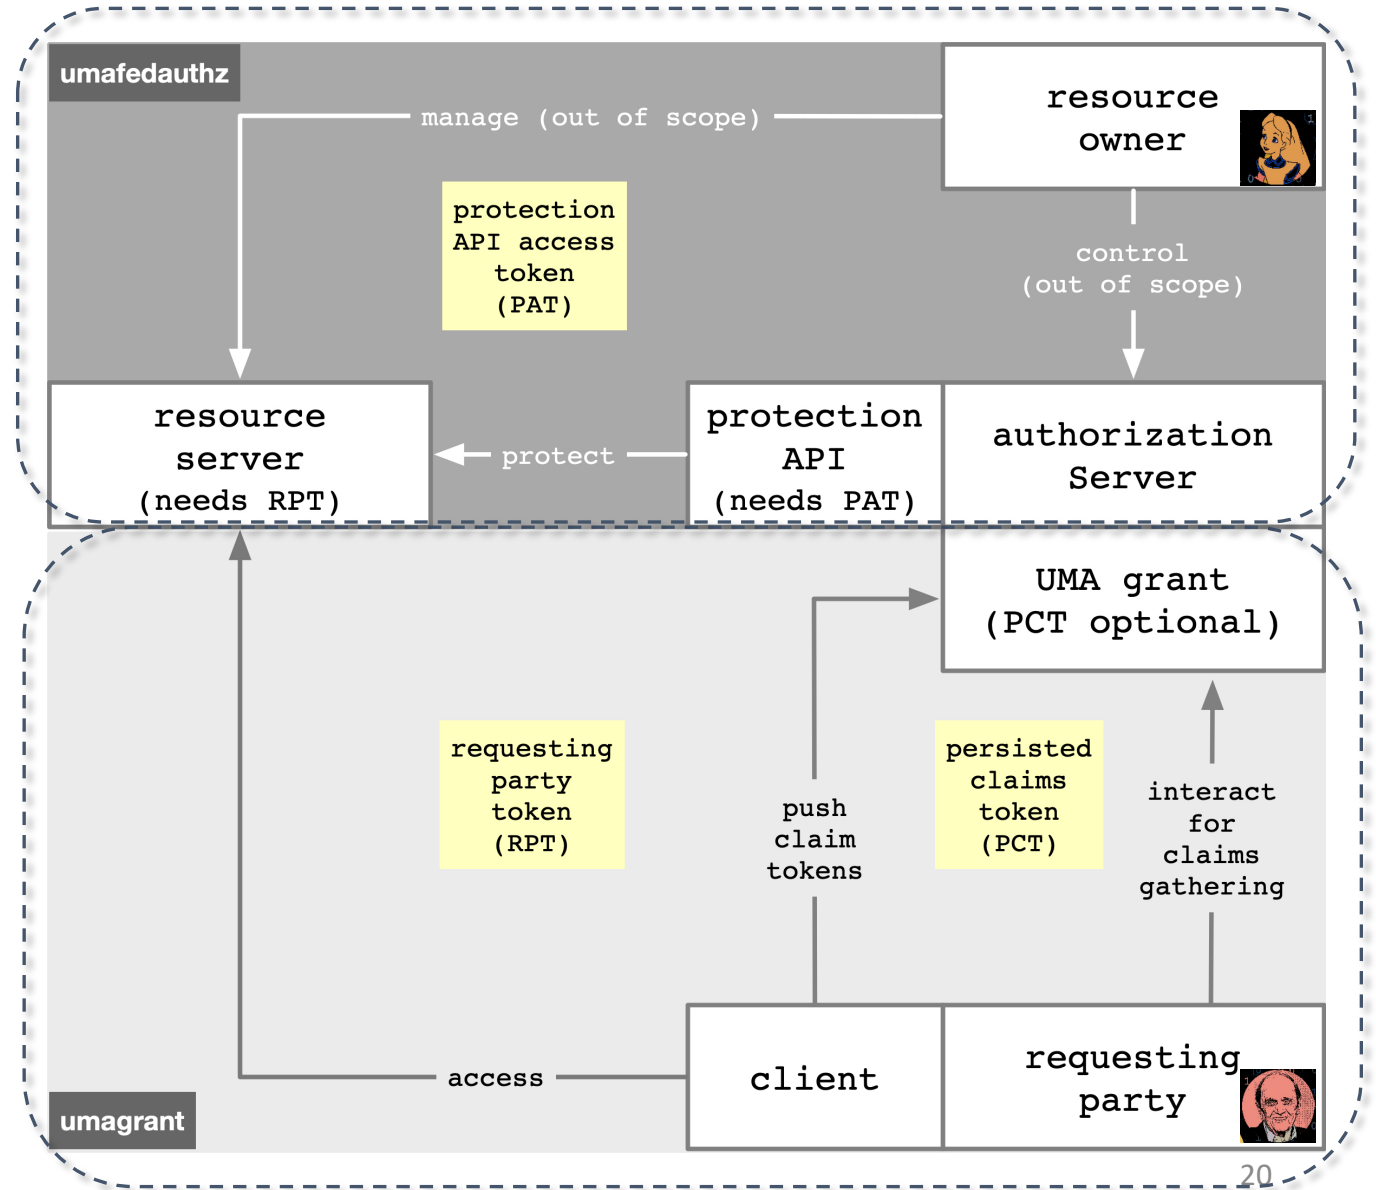 umafedauthz
resource
owner
manage (out of scope)
protection
API access
token
(PAT)
control
(out of scope)
resource
server
(needs RPT)
protect
protection
API
(needs PAT)
authorization
Server
UMA grant
(PCT optional)
requesting
party
token
(RPT)
push
claim
tokens
persisted
claims
token
(PCT)
interact
for
claims
gathering
access
client
requesting
party
umagrant
20